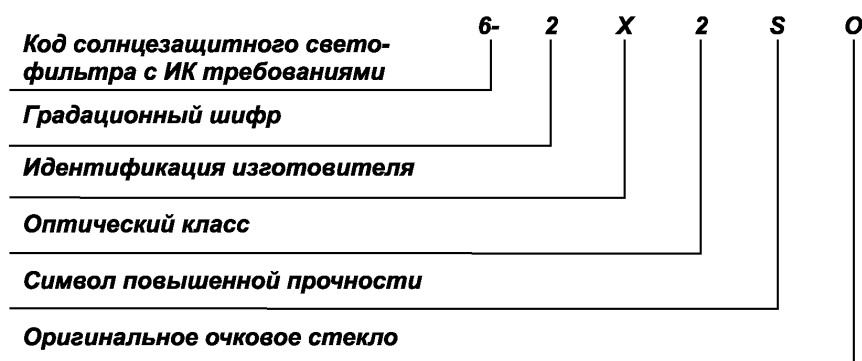 6- 2 X 2 S O
Код солнцезащитного свето-
фильтра с ИК требованиями
Градационный шифр
Идентификация изготовителя
Оптический класс
Символ повышенной прочности
Оригинальное очковое стекло